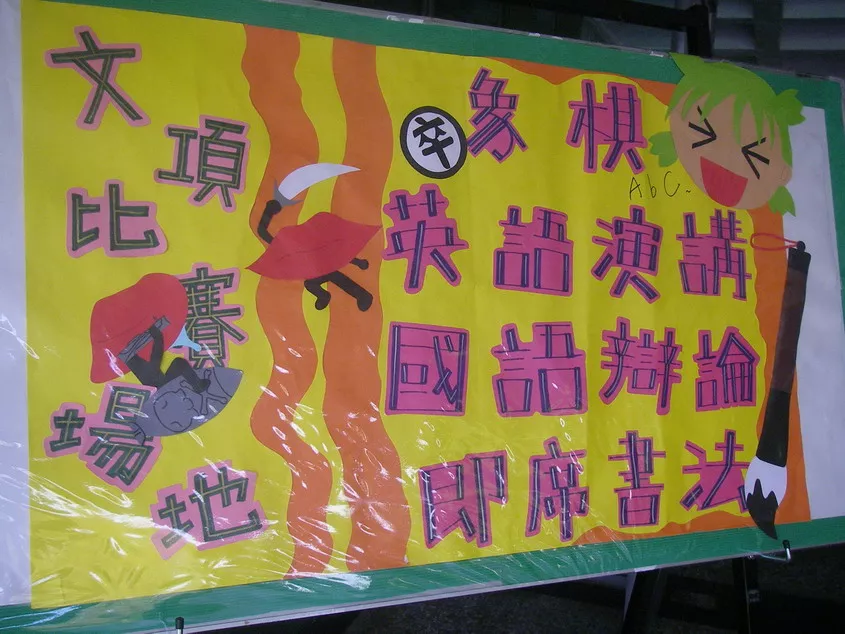 文項比賽場地
卒 象棋
AbC.
英語演講
國語辯論
即席書法